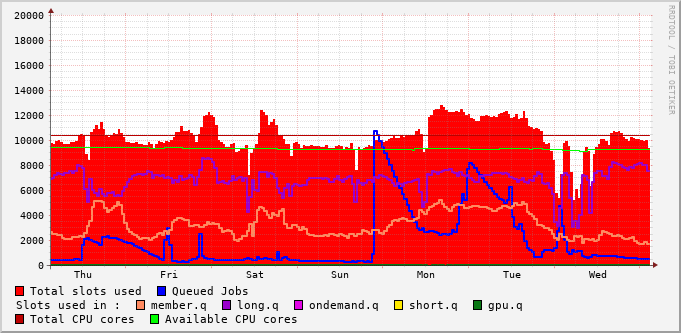 20000
18000
16000
14000
12000
10000
8000
6000
4000
2000
0
Thu Fri Sat Sun Mon Tue Wed
Total slots used Queued Jobs
Slots used in : member.q long.q ondemand.q short.q gpu.q
Total CPU cores Available CPU cores
RRDTOOL / TOBI OETIKER